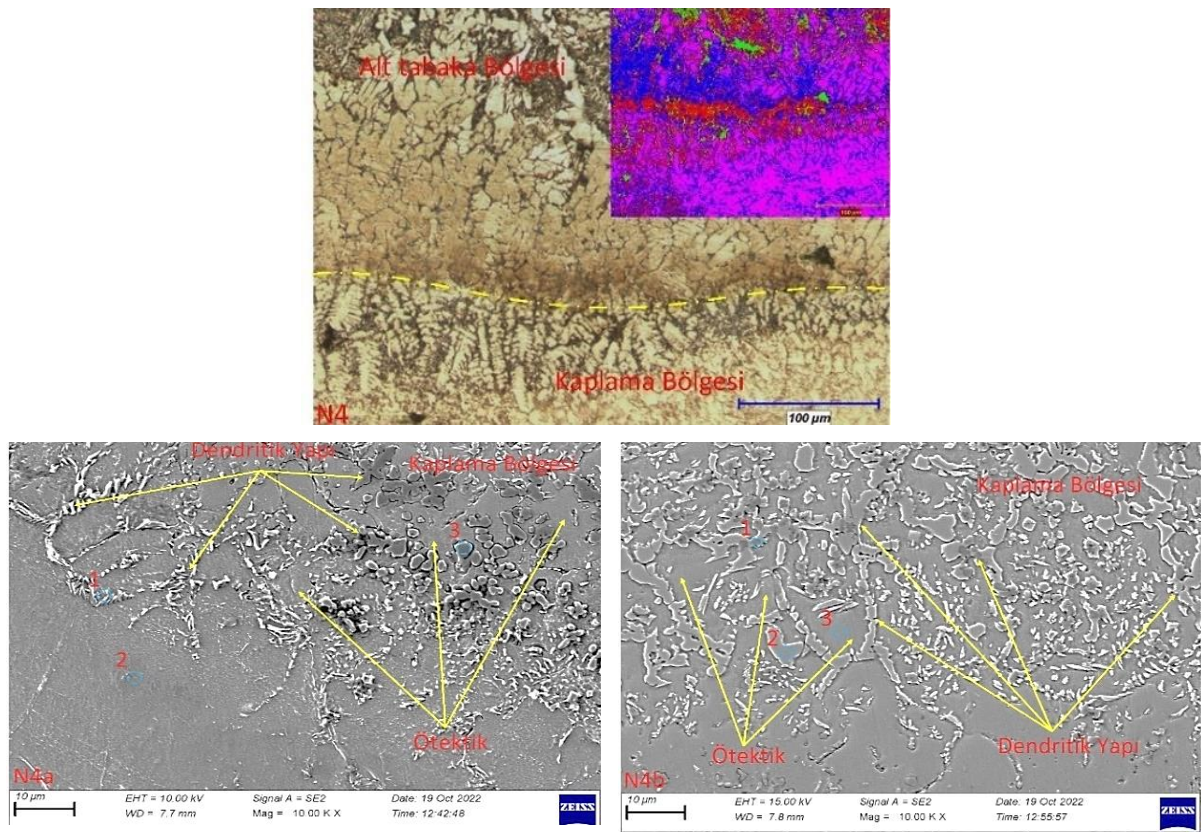 Alt tabaka Bölgesi
Kaplama Bölgesi
N4
100 µm
Dendritik Yapı
Kaplama Bölgesi
3
1
2
Ötektik
N4a
10 µm
EHT = 10.00 kV
Signal A = SE2
Date: 19 Oct 2022
WD = 7.7 mm
Mag = 10.00 K X
Time: 12:42:48
ZEISS
Kaplama Bölgesi
1
3
2
Ötektik
Dendritik Yapı
N4b
10 µm
EHT = 15.00 kV
Signal A = SE2
Date: 19 Oct 2022
WD = 7.8 mm
Mag = 10.00 K X
Time: 12:55:57
ZEISS